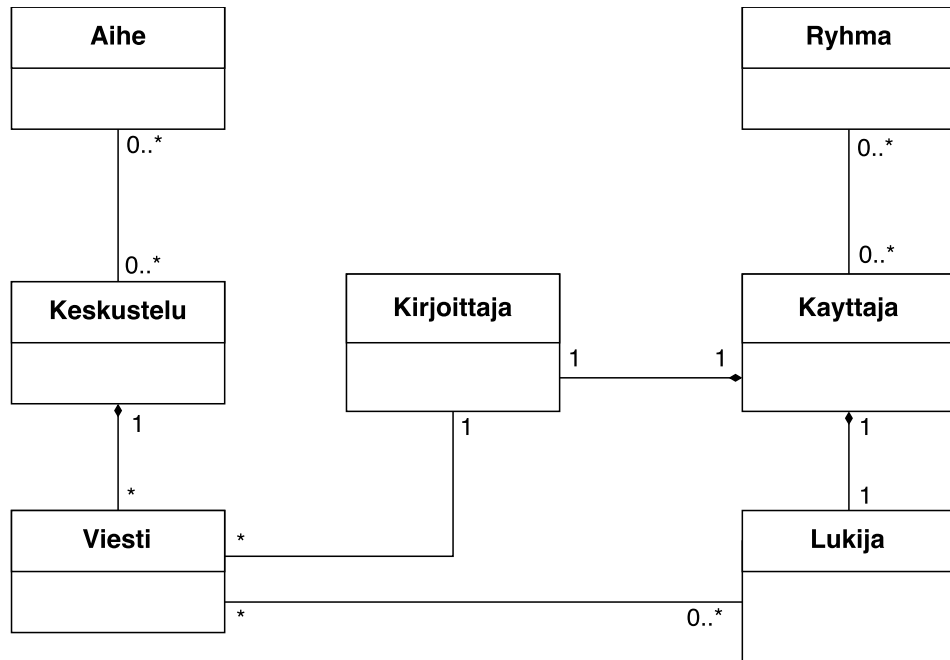 Aihe
Ryhma
0..*
0..*
0..*
0..*
Keskustelu
Kirjoittaja
Kayttaja
1
1
1
1
1
*
1
Viesti
Lukija
*
*
0..*